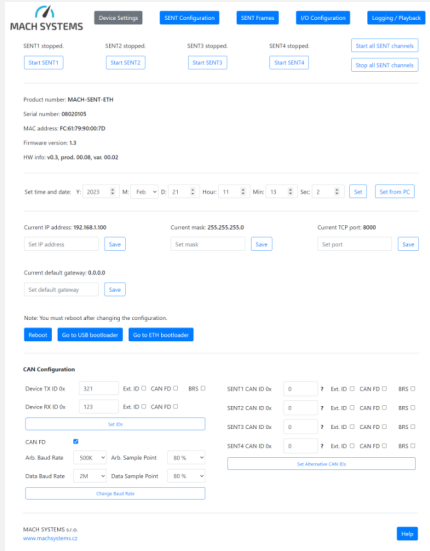 MACH SYSTEMS
Device Settings
SENT Configuration
SENT Frames
I/O Configuration
Logging / Playback
SENT1 stopped.
SENT2 stopped.
SENT3 stopped.
SENT4 stopped.
Start all SENT channels
Start SENT1
Start SENT2
Start SENT3
Start SENT4
Stop all SENT channels
Product number: MACH-SENT-ETH
Serial number: 08020105
MAC address: FC:61:79:90:00:7D
Firmware version: 1.3
HW info: v0.3, prod. 00.08, var. 00.02
Set time and date: Y: 2023 M: Feb D: 21 Hour: 11 Min: 13 Sec: 2 Set Set from PC
Current IP address: 192.168.1.100
Current mask: 255.255.255.0
Current TCP port: 8000
Set IP address Save
Set mask Save
Set port Save
Current default gateway: 0.0.0.0
Set default gateway Save
Note: You must reboot after changing the configuration.
Reboot
Go to USB bootloader
Go to ETH bootloader
CAN Configuration
Device TX ID 0x 321 Ext. ID CAN FD BRS
Device RX ID 0x 123 Ext. ID CAN FD
Set IDs
CAN FD
Arb. Baud Rate 500K Arb. Sample Point 80 %
Data Baud Rate 2M Data Sample Point 80 %
Change Baud Rate
SENT1 CAN ID 0x 0 ? Ext. ID CAN FD BRS
SENT2 CAN ID 0x 0 ? Ext. ID CAN FD BRS
SENT3 CAN ID 0x 0 ? Ext. ID CAN FD BRS
SENT4 CAN ID 0x 0 ? Ext. ID CAN FD BRS
Set Alternative CAN IDs
MACH SYSTEMS s.r.o.
www.machsystems.cz
Help